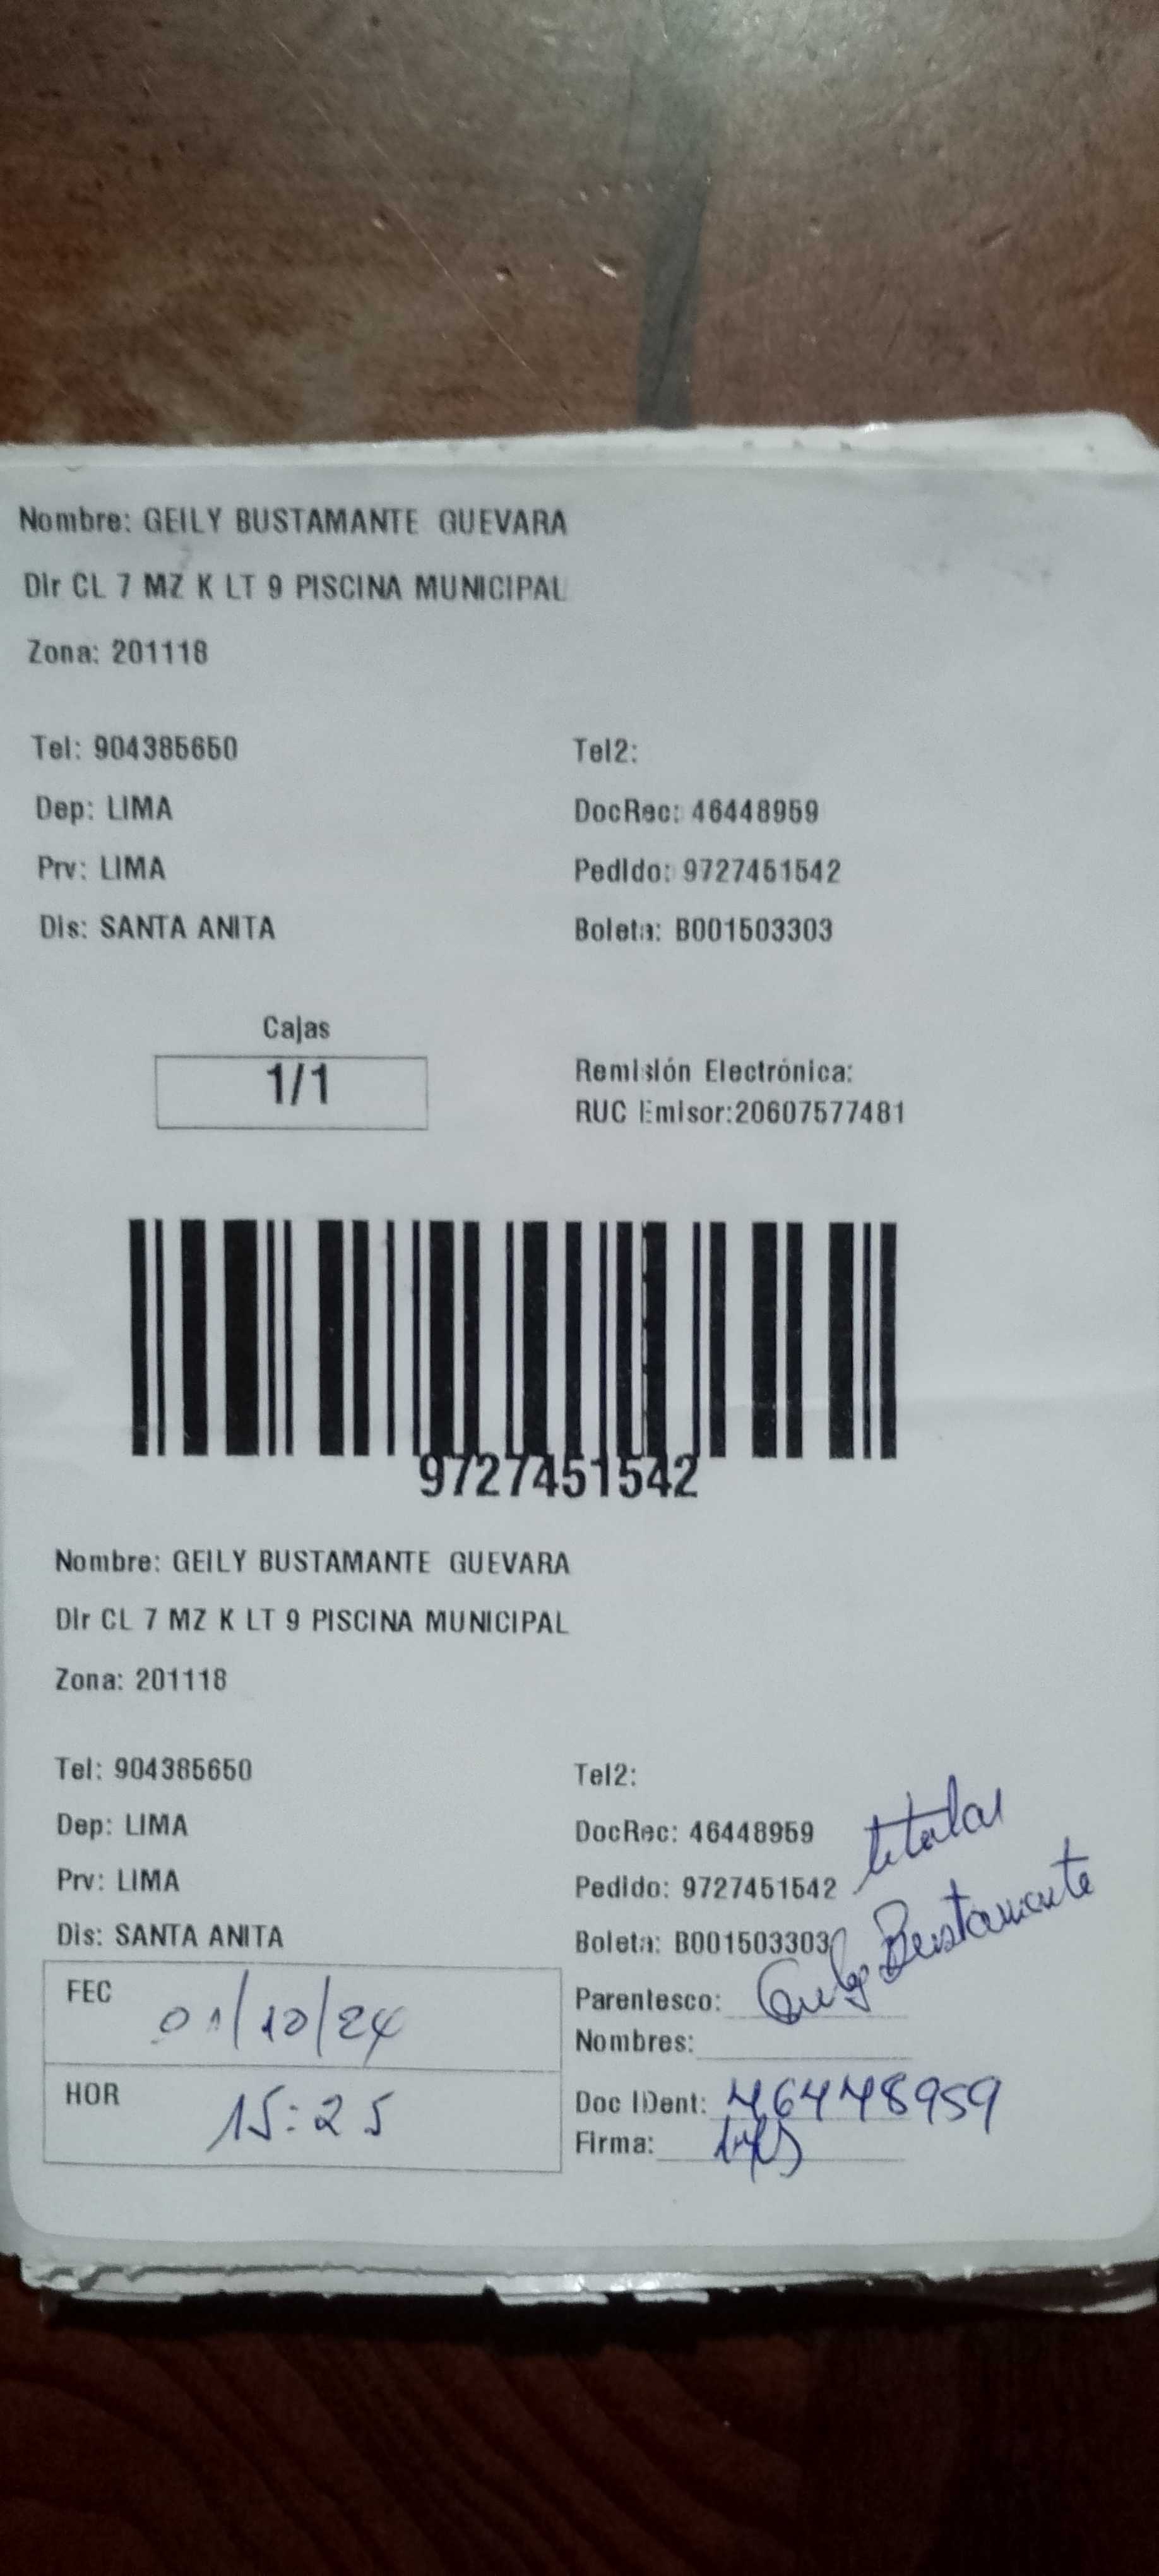 Nombre: GEILY BUSTAMANTE GUEVARA
Dir CL 7 MZ K LT 9 PISCINA MUNICIPAL
Zona: 201118
Tel: 904385650 Tel2:
Dep: LIMA DocRec: 46448959
Prv: LIMA Pedido: 9727451542
Dis: SANTA ANITA Boleta: B001503303
Cajas
1/1
Remisión Electrónica:
RUC Emisor:20607577481
9727451542
Nombre: GEILY BUSTAMANTE GUEVARA
Dir CL 7 MZ K LT 9 PISCINA MUNICIPAL
Zona: 201118
Tel: 904385650 Tel2:
Dep: LIMA DocRec: 46448959 titular
Prv: LIMA Pedido: 9727451542
Dis: SANTA ANITA Boleta: B001503303
FEC 01/10/24
Parentesco: Bustamante
Nombres:
HOR 15:25
Doc IDent: 46448959
Firma: